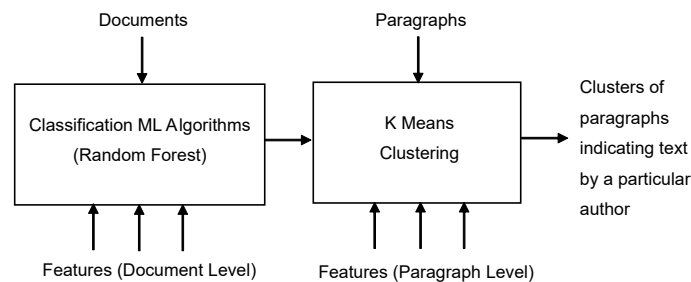 Documents
Paragraphs
Classification ML Algorithms
(Random Forest)
K Means
Clustering
Clusters of
paragraphs
indicating text
by a particular
author
Features (Document Level)
Features (Paragraph Level)